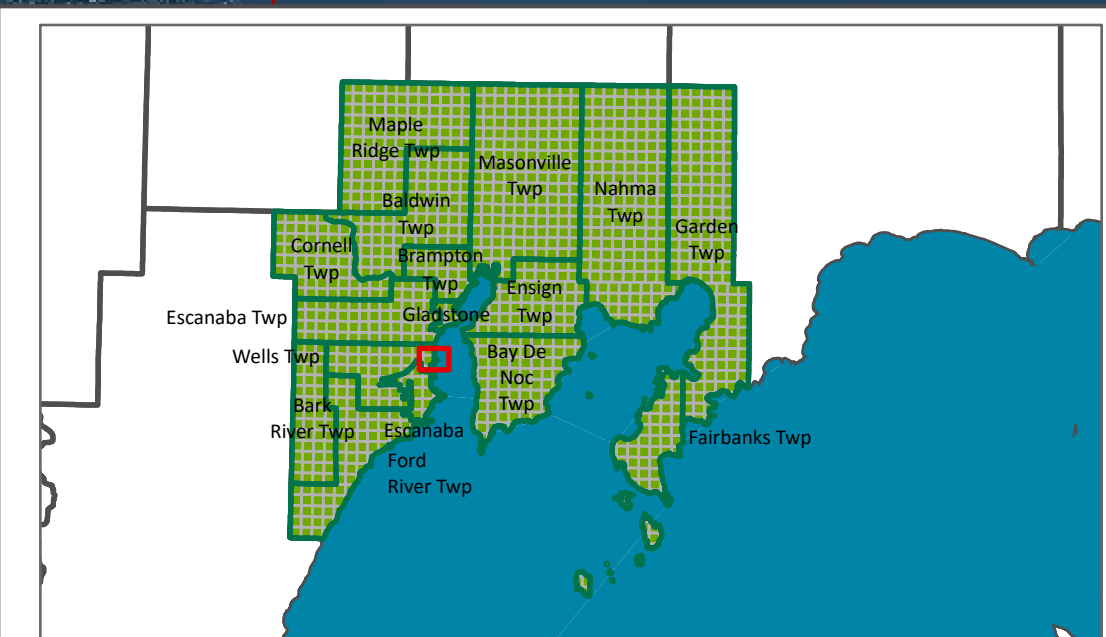 Maple
Ridge Twp
Masonville
Twp
Nahma
Twp
Baldwin
Twp
Garden
Twp
Cornell
Twp
Brampton
Twp
Ensign
Twp
Escanaba Twp
Gladstone
Wells Twp
Bay De
Noc
Twp
Bark
River Twp
Escanaba
Fairbanks Twp
Ford
River Twp